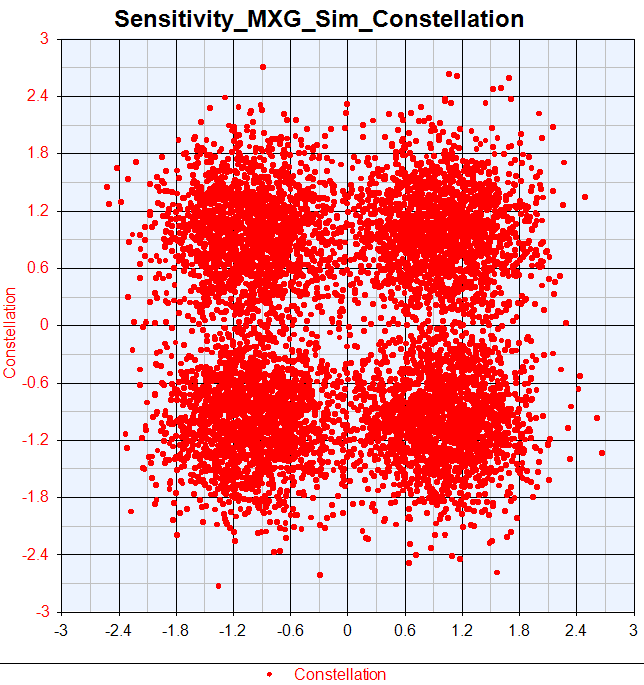 Sensitivity_MXG_Sim_Constellation
3
2.4
1.8
1.2
0.6
0
-0.6
-1.2
-1.8
-2.4
-3
Constellation
-3 -2.4 -1.8 -1.2 -0.6 0 0.6 1.2 1.8 2.4 3
Constellation